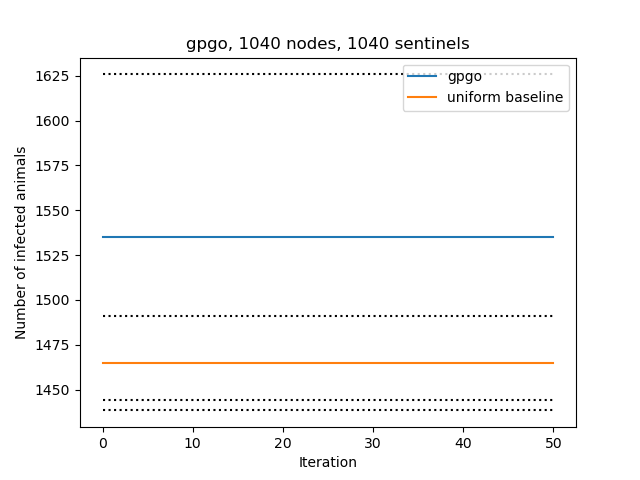 gpgo, 1040 nodes, 1040 sentinels
gpgo
uniform baseline
Number of infected animals
1625
1600
1575
1550
1525
1500
1475
1450
0 10 20 30 40 50
Iteration